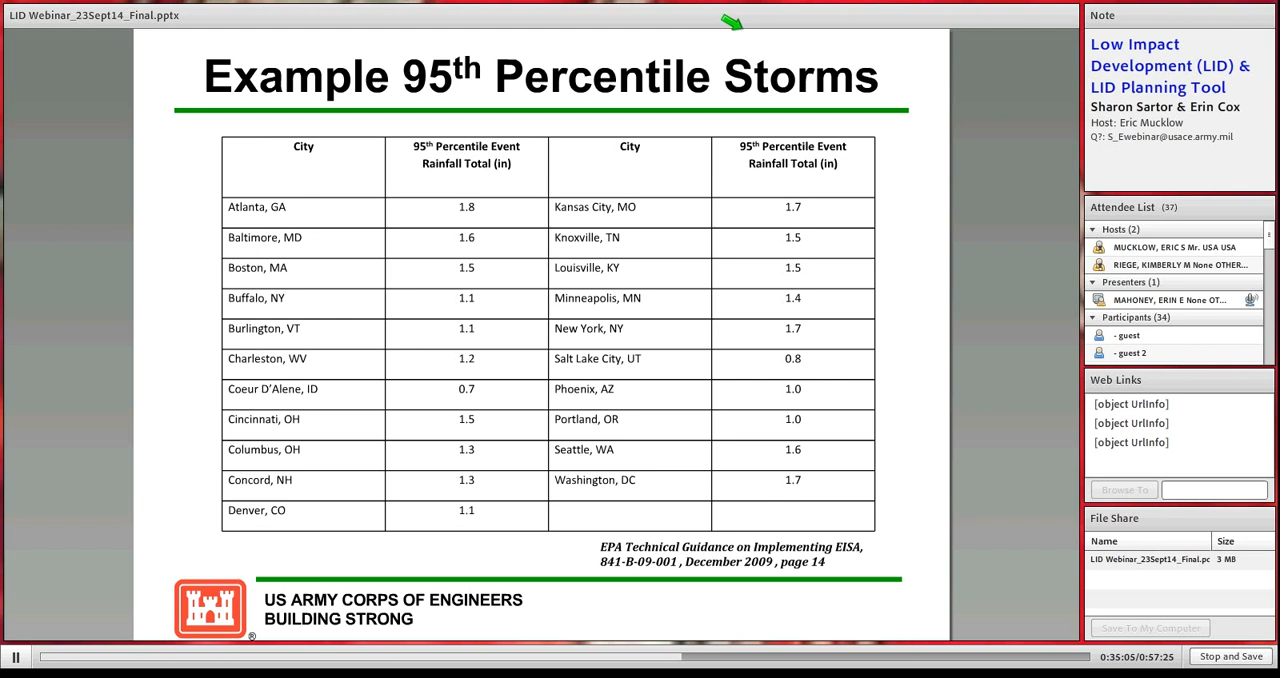 LID Webinar_23Sept14_Final.pptx
Example 95th Percentile Storms
City 95th Percentile Event Rainfall Total (in) City 95th Percentile Event Rainfall Total (in)
Atlanta, GA 1.8 Kansas City, MO 1.7
Baltimore, MD 1.6 Knoxville, TN 1.5
Boston, MA 1.5 Louisville, KY 1.5
Buffalo, NY 1.1 Minneapolis, MN 1.4
Burlington, VT 1.1 New York, NY 1.7
Charleston, WV 1.2 Salt Lake City, UT 0.8
Coeur D’Alene, ID 0.7 Phoenix, AZ 1.0
Cincinnati, OH 1.5 Portland, OR 1.0
Columbus, OH 1.3 Seattle, WA 1.6
Concord, NH 1.3 Washington, DC 1.7
Denver, CO 1.1
EPA Technical Guidance on Implementing EISA,
841-B-09-001 , December 2009 , page 14
US ARMY CORPS OF ENGINEERS
BUILDING STRONG
®
Note
Low Impact
Development (LID) &
LID Planning Tool
Sharon Sartor & Erin Cox
Host: Eric Mucklow
Q?: S_Ewebinar@usace.army.mil
Attendee List (37)
Hosts (2)
MUCKLOW, ERIC S Mr. USA USA
RIEGE, KIMBERLY M None OTHER...
Presenters (1)
MAHONEY, ERIN E None OT...
Participants (34)
- guest
- guest 2
Web Links
[object UrlInfo]
[object UrlInfo]
[object UrlInfo]
Browse To
File Share
Name Size
LID Webinar_23Sept14_Final.pc 3 MB
Save To My Computer
0:35:05/0:57:25 Stop and Save